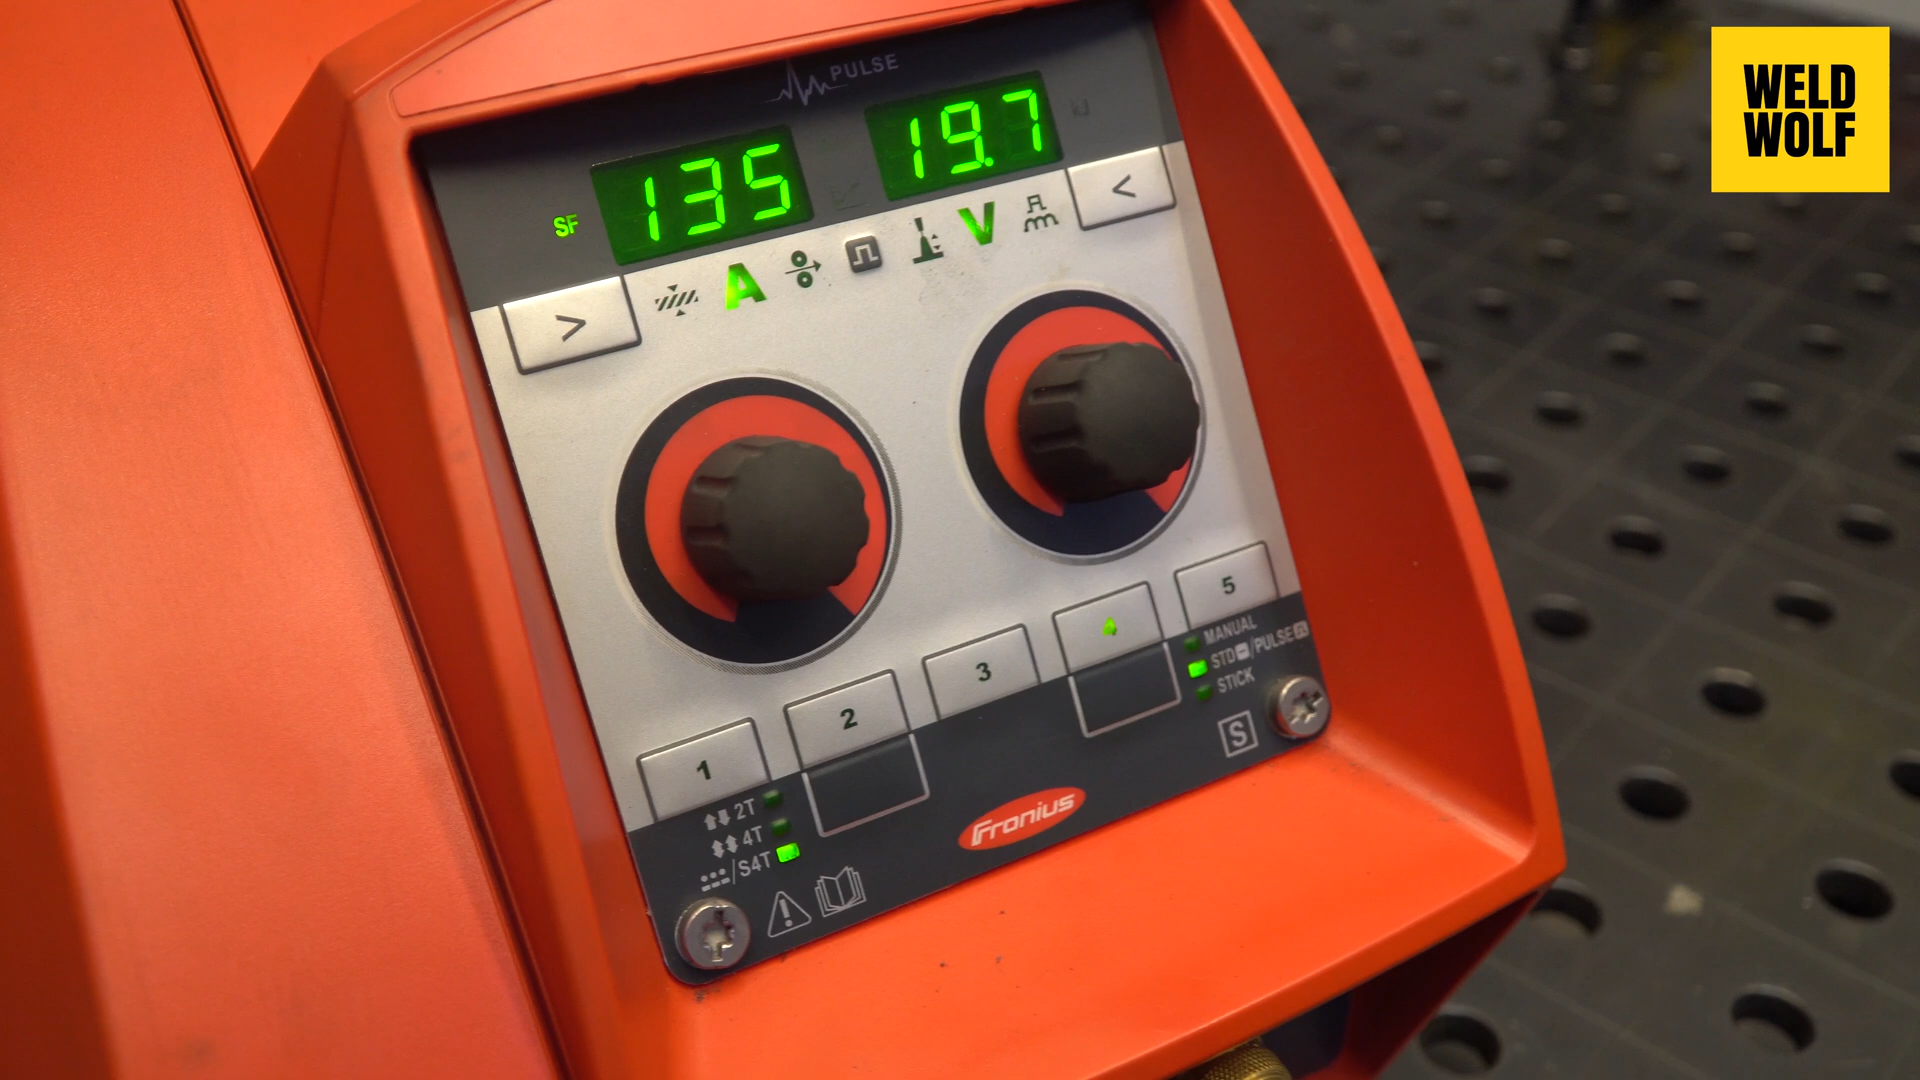 WELD
WOLF
PULSE
SF
135
19.7
A
V
>
<
1
2
3
4
5
MANUAL
STD/PULSE
STICK
2T
4T
/S4T
S
Fronius